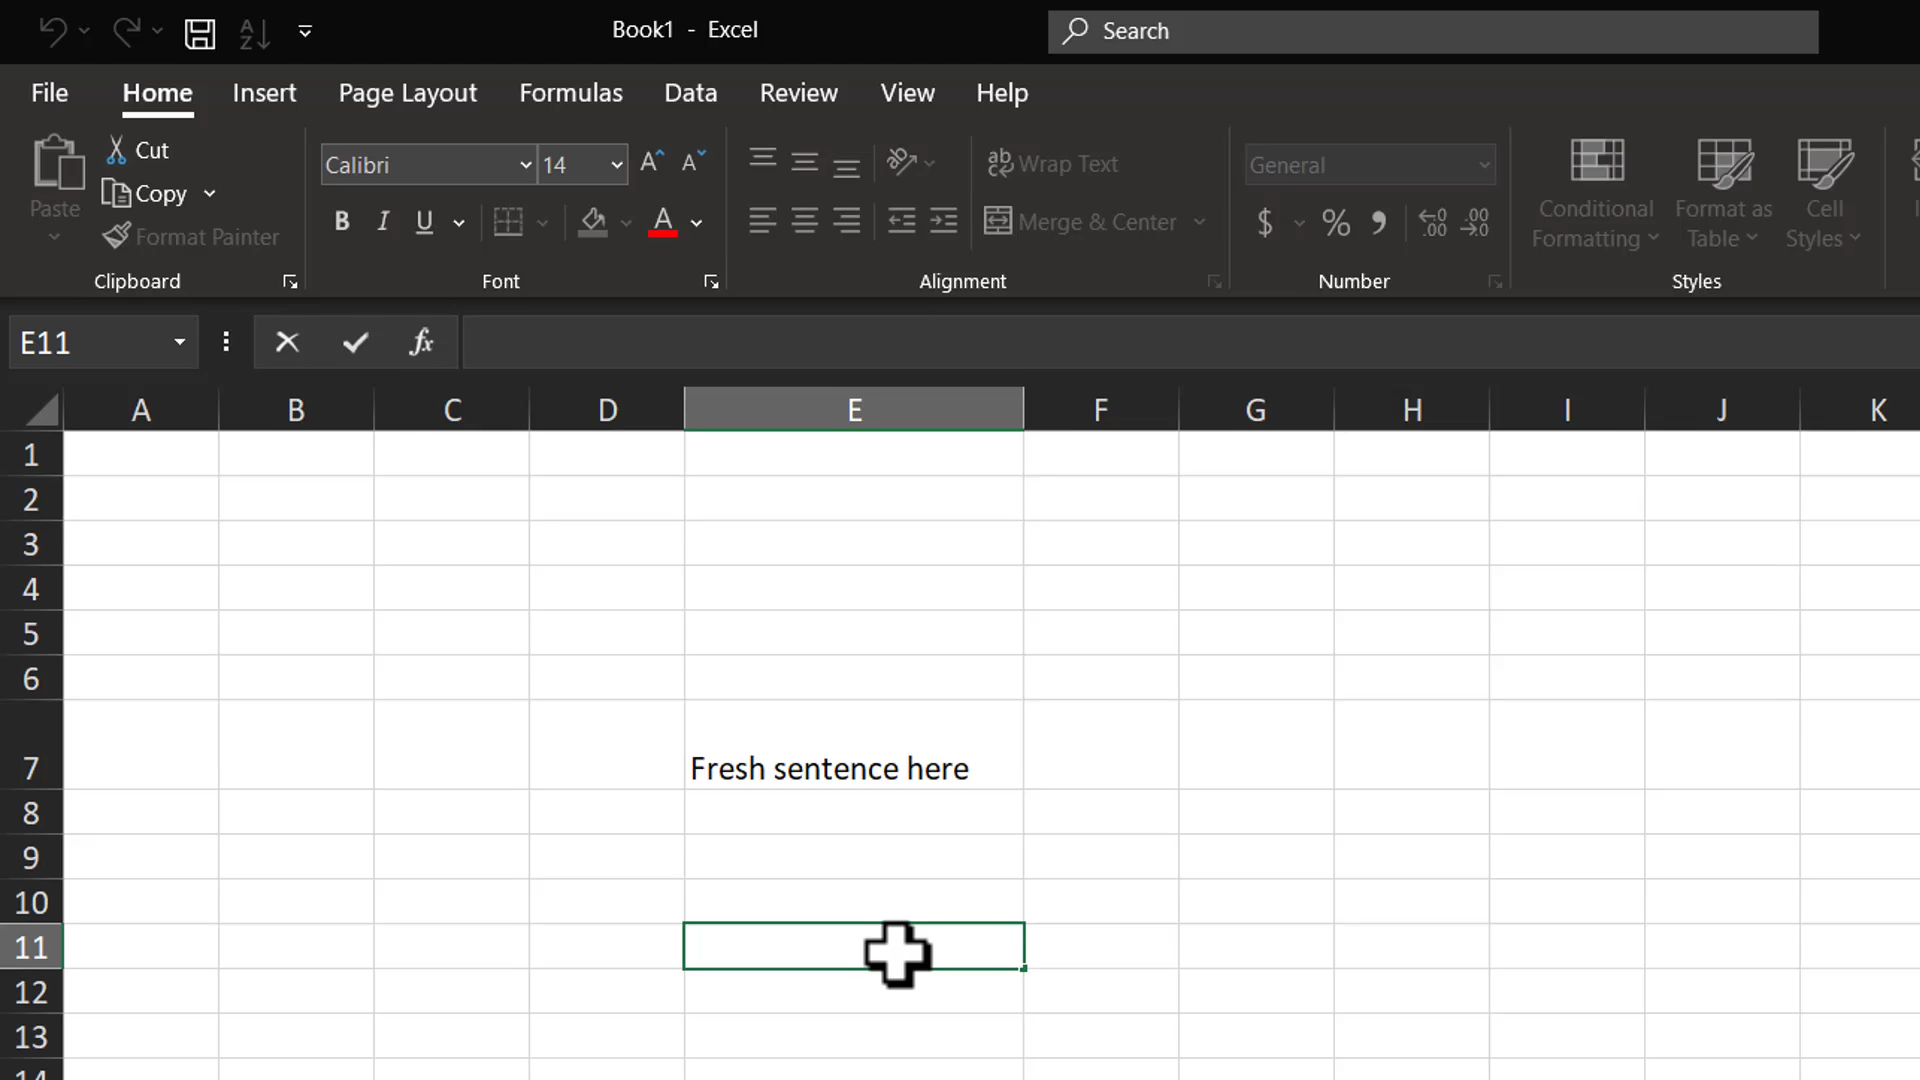 Book1 - Excel
Search
File Home Insert Page Layout Formulas Data Review View Help
Paste
Cut
Copy
Format Painter
Clipboard
Calibri 14
B I U
Font
Wrap Text
Merge & Center
Alignment
General
$ % ,
Number
Conditional Formatting
Format as Table
Cell Styles
Styles
E11
fx
A B C D E F G H I J K
1
2
3
4
5
6
7 Fresh sentence here
8
9
10
11
12
13
14